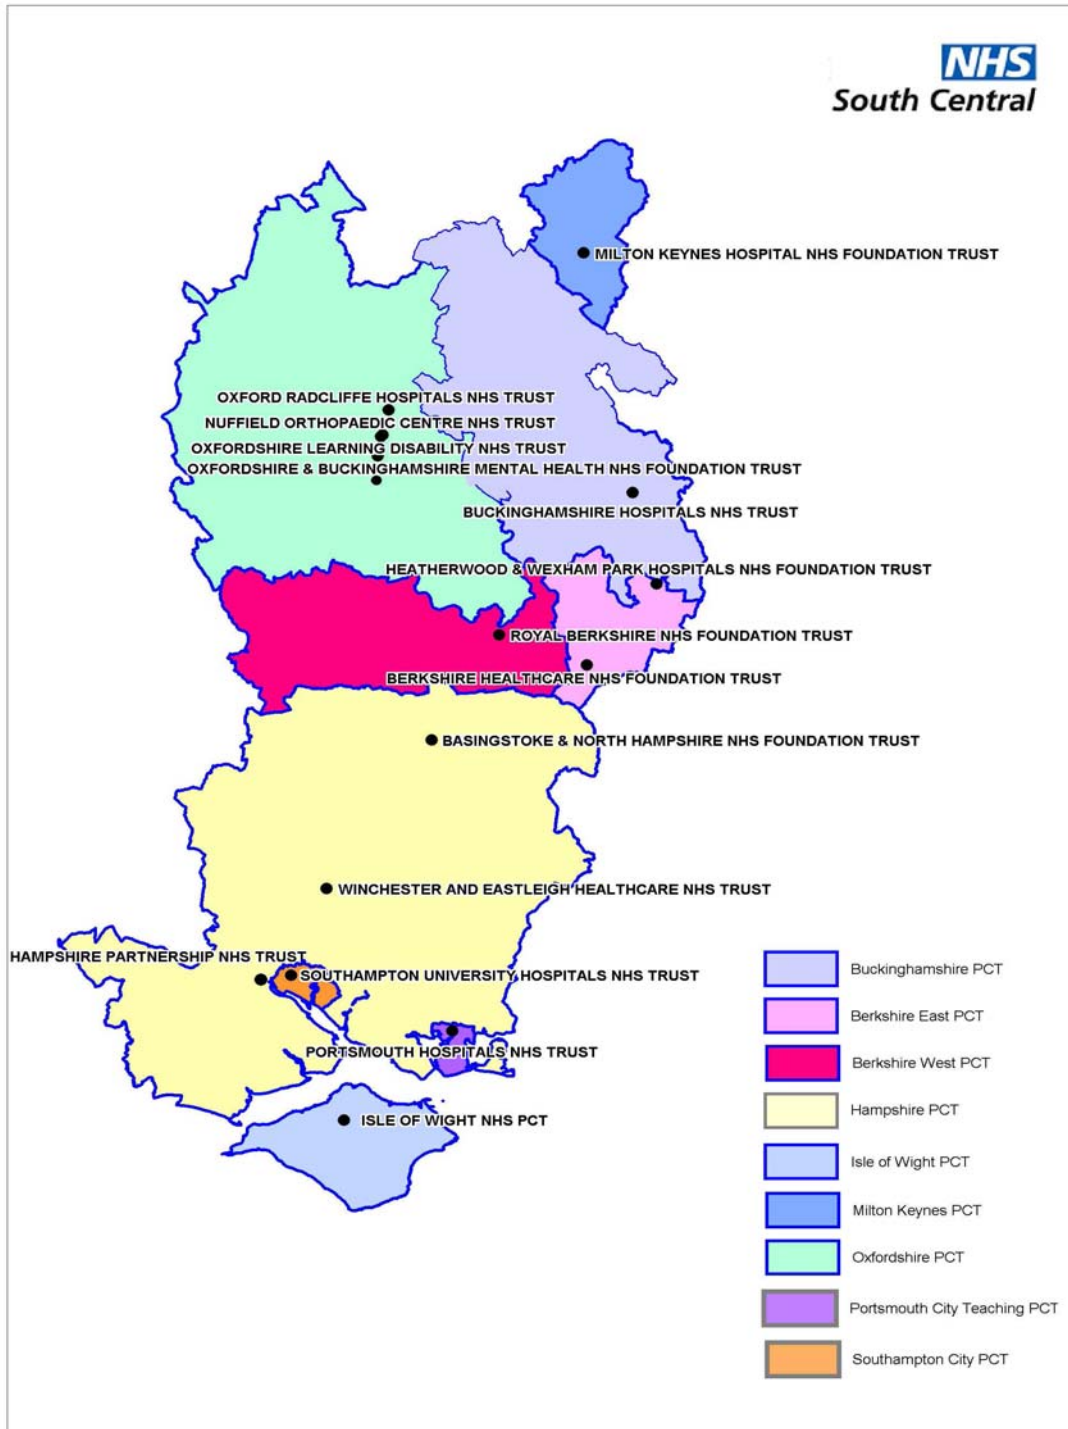 NHS
South Central
MILTON KEYNES HOSPITAL NHS FOUNDATION TRUST
OXFORD RADCLIFFE HOSPITALS NHS TRUST
NUFFIELD ORTHOPAEDIC CENTRE NHS TRUST
OXFORDSHIRE LEARNING DISABILITY NHS TRUST
OXFORDSHIRE & BUCKINGHAMSHIRE MENTAL HEALTH NHS FOUNDATION TRUST
BUCKINGHAMSHIRE HOSPITALS NHS TRUST
HEATHERWOOD & WEXHAM PARK HOSPITALS NHS FOUNDATION TRUST
ROYAL BERKSHIRE NHS FOUNDATION TRUST
BERKSHIRE HEALTHCARE NHS FOUNDATION TRUST
BASINGSTOKE & NORTH HAMPSHIRE NHS FOUNDATION TRUST
WINCHESTER AND EASTLEIGH HEALTHCARE NHS TRUST
HAMPSHIRE PARTNERSHIP NHS TRUST
SOUTHAMPTON UNIVERSITY HOSPITALS NHS TRUST
PORTSMOUTH HOSPITALS NHS TRUST
ISLE OF WIGHT NHS PCT
Buckinghamshire PCT
Berkshire East PCT
Berkshire West PCT
Hampshire PCT
Isle of Wight PCT
Milton Keynes PCT
Oxfordshire PCT
Portsmouth City Teaching PCT
Southampton City PCT